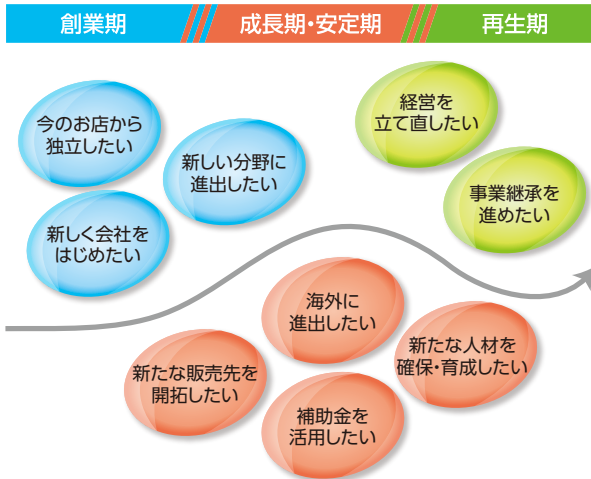 創業期
成長期・安定期
再生期
今のお店から
独立したい
新しい分野に
進出したい
新しく会社を
はじめたい
経営を
立て直したい
事業継承を
進めたい
海外に
進出したい
新たな販売先を
開拓したい
新たな人材を
確保・育成したい
補助金を
活用したい